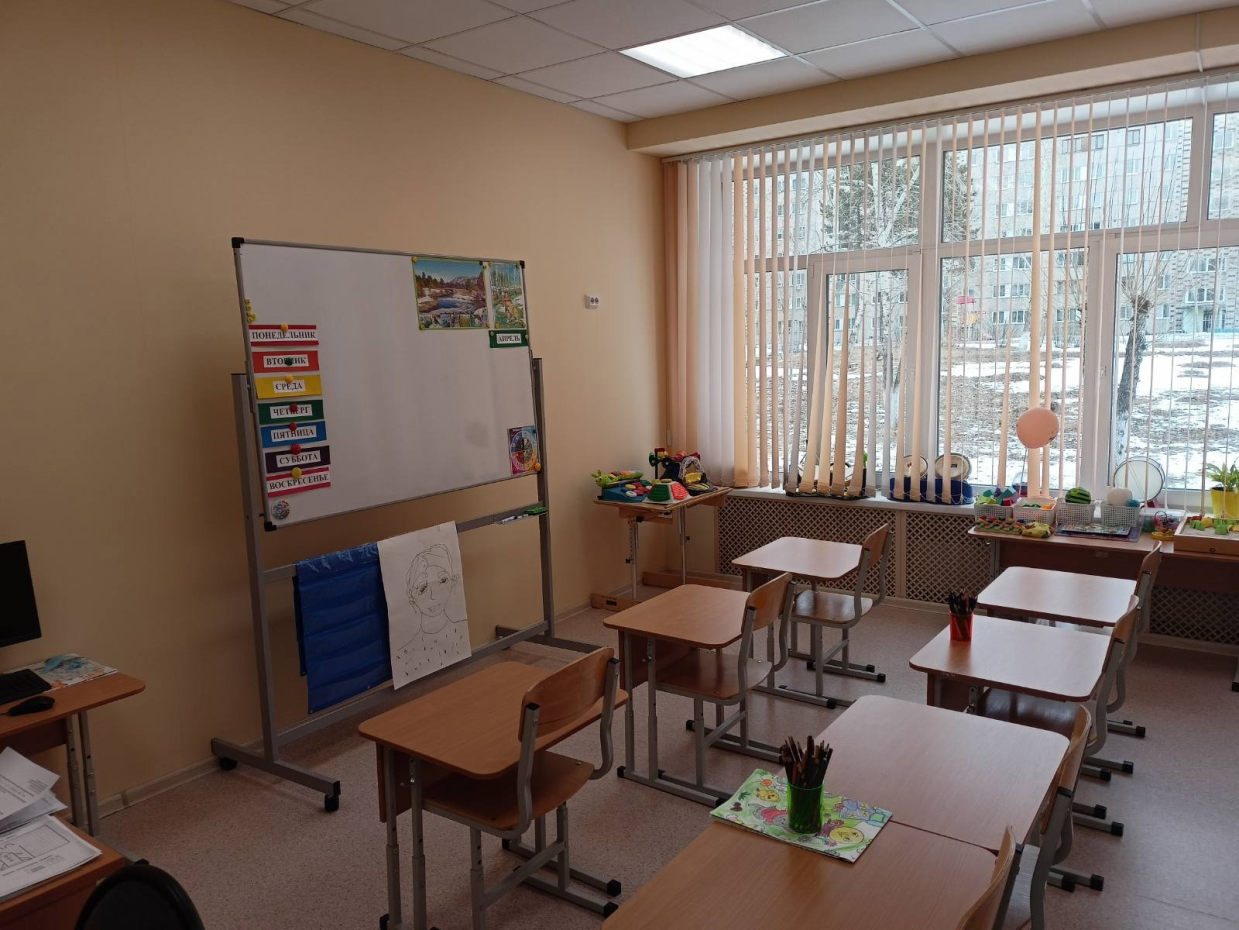 ПОНЕДЕЛЬНИК
ВТОРНИК
СРЕДА
ЧЕТВЕРГ
ПЯТНИЦА
СУББОТА
ВОСКРЕСЕНЬЕ
АПРЕЛЬ